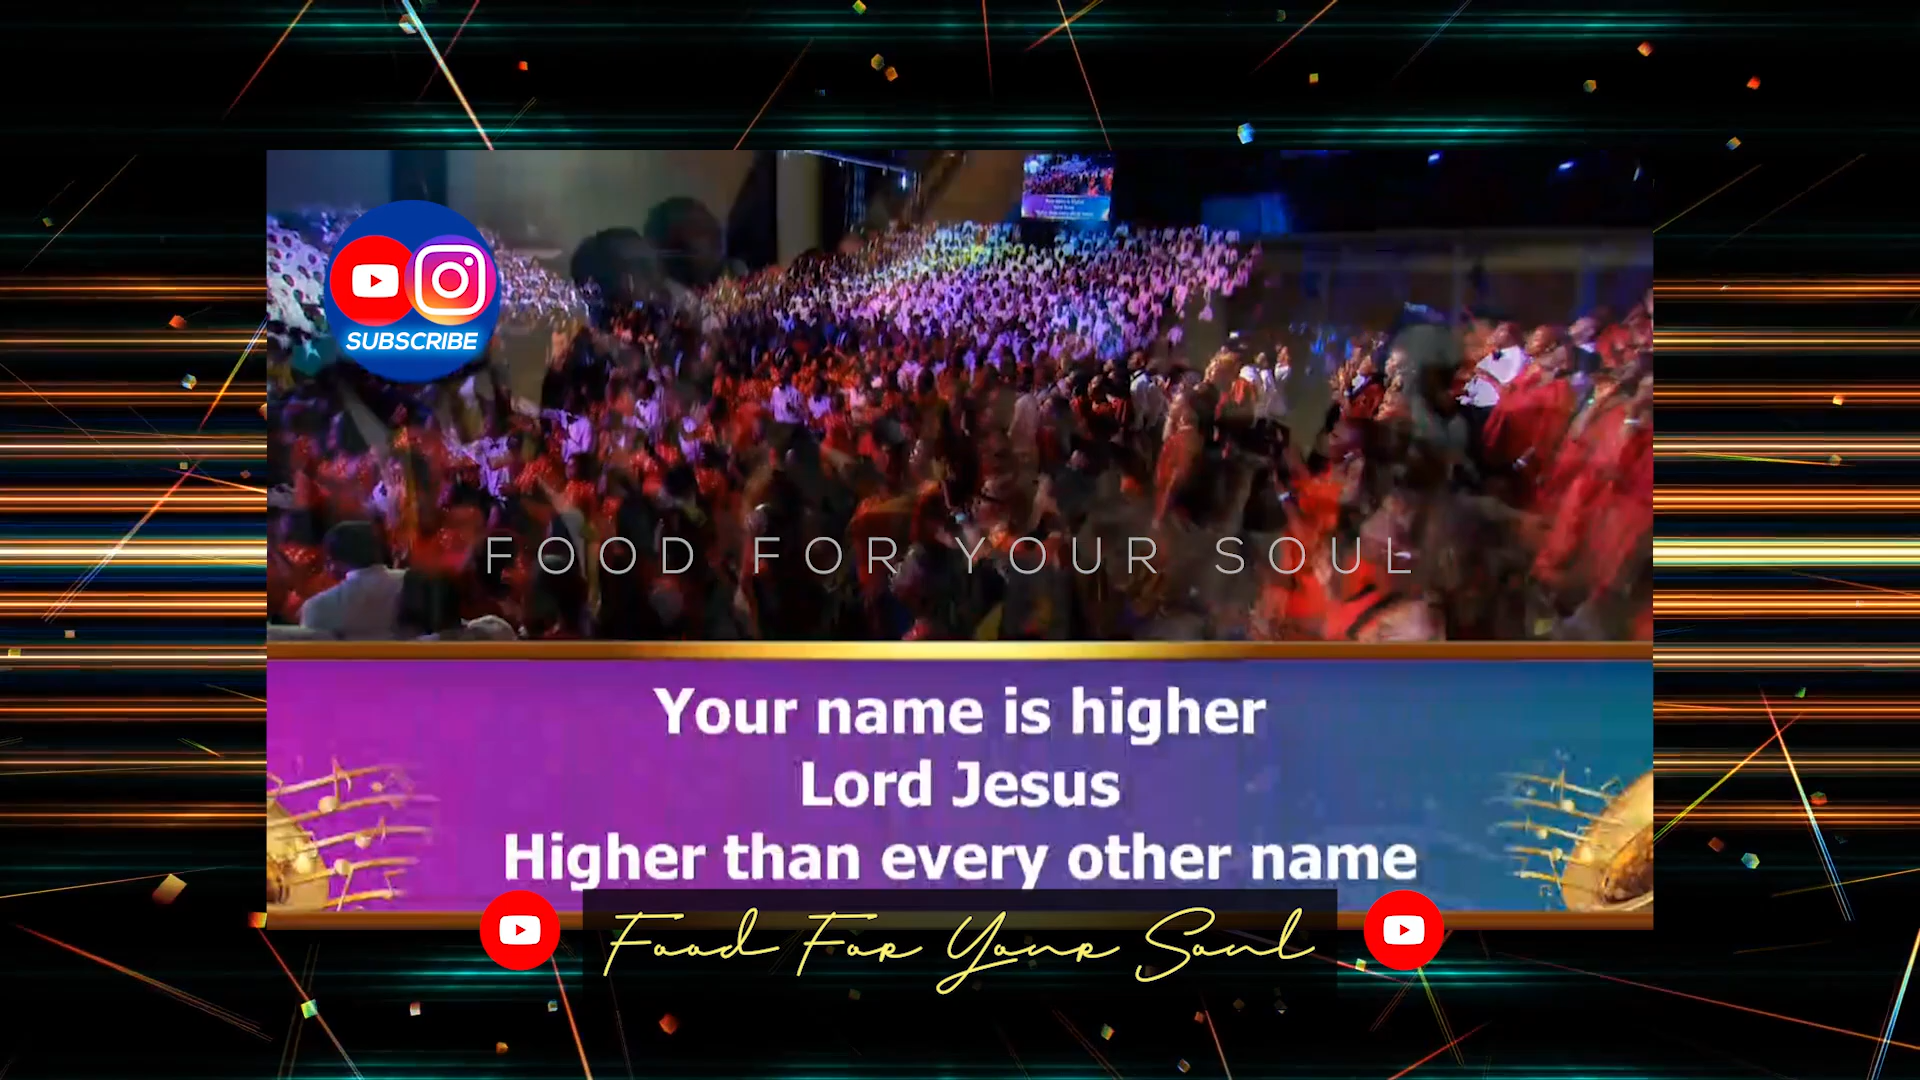 SUBSCRIBE
FOOD FOR YOUR SOUL
Your name is higher
Lord Jesus
Higher than every other name
Food For Your Soul